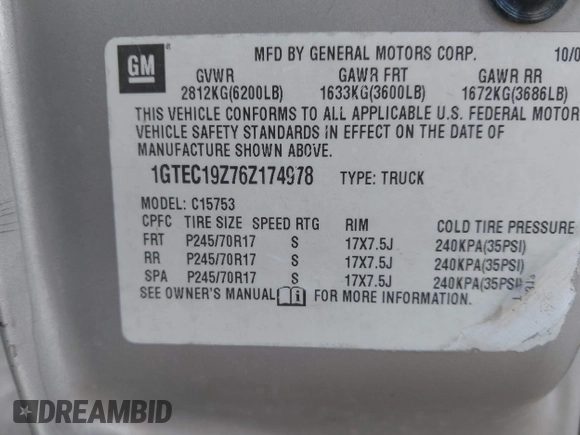 GM
MFD BY GENERAL MOTORS CORP. 10/0
GVWR GAWR FRT GAWR RR
2812KG(6200LB) 1633KG(3600LB) 1672KG(3686LB)
THIS VEHICLE CONFORMS TO ALL APPLICABLE U.S. FEDERAL MOTOR
VEHICLE SAFETY STANDARDS IN EFFECT ON THE DATE OF
MANUFACTURE SHOWN ABOVE.
1GTEC19Z76Z174978 TYPE: TRUCK
MODEL: C15753
CPFC TIRE SIZE SPEED RTG RIM COLD TIRE PRESSURE
FRT P245/70R17 S 17X7.5J 240KPA(35PSI)
RR P245/70R17 S 17X7.5J 240KPA(35PSI)
SPA P245/70R17 S 17X7.5J 240KPA(35PSI)
SEE OWNER'S MANUAL i FOR MORE INFORMATION.
DREAMBID